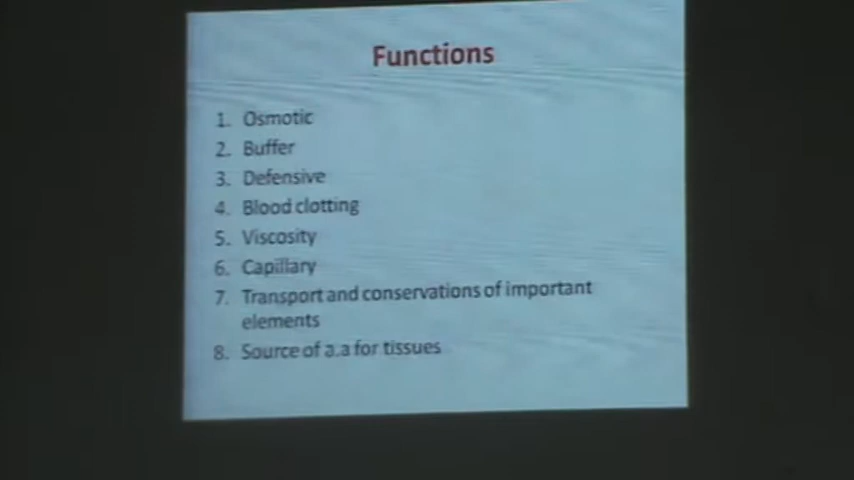 Functions
1. Osmotic
2. Buffer
3. Defensive
4. Blood clotting
5. Viscosity
6. Capillary
7. Transport and conservations of important
elements
8. Source of a.a for tissues